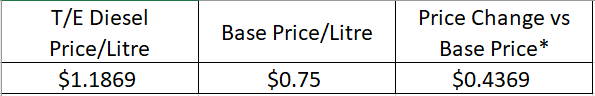 T/E Diesel
Price/Litre
Base Price/Litre
Price Change vs
Base Price*
$1.1869
$0.75
$0.4369